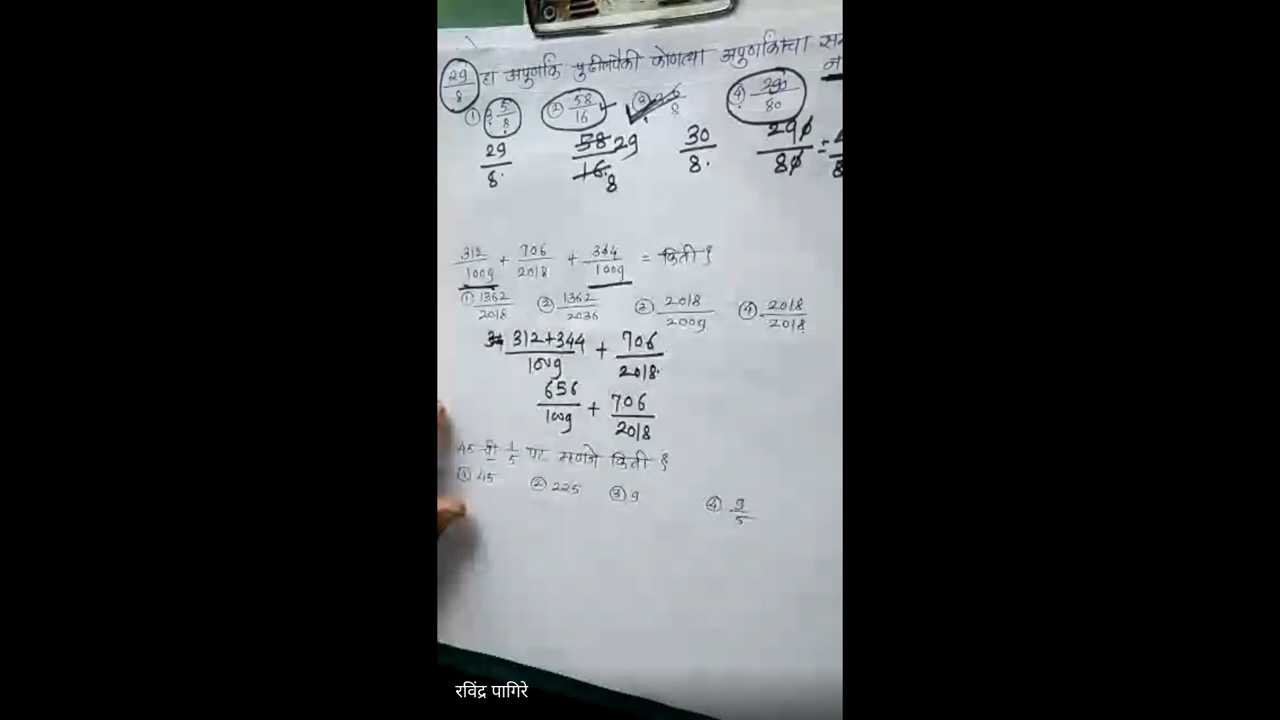 29/8 हा अपुर्णांक पुढीलपैकी कोणत्या अपुर्णांकाचा
① 3 5/8 ② 58/16 ③ ④ 290/80
29/8 58/16 29/8 30/8 290/80 =
312/1009 + 706/2018 + 344/1009 = किती ?
① 1362/2018 ② 1362/2036 ③ 2018/2009 ④ 2018/2018
312+344/1009 + 706/2018
656/1009 + 706/2018
45 ची 1/5 पट म्हणजे किती ?
① 45 ② 225 ③ 9 ④ 9/5
रविंद्र पागिरे